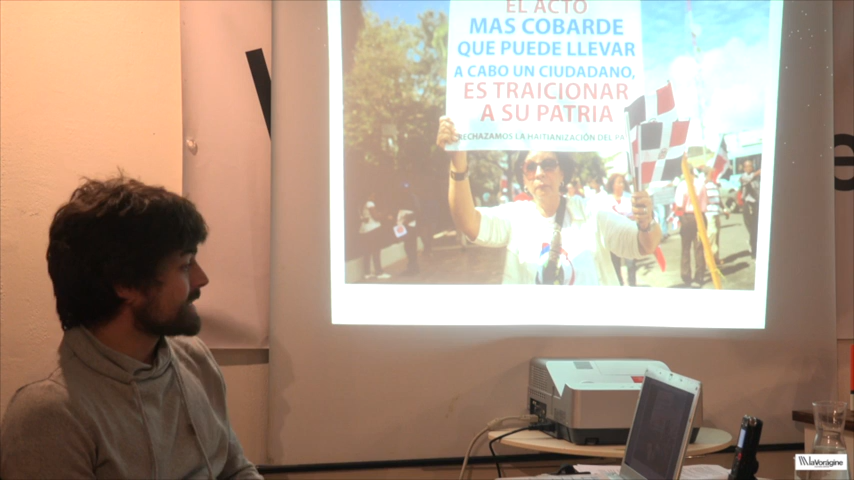 EL ACTO
MAS COBARDE
QUE PUEDE LLEVAR
A CABO UN CIUDADANO,
ES TRAICIONAR
A SU PATRIA
RECHAZAMOS LA HAITIANIZACIÓN DEL PA
laVorágine